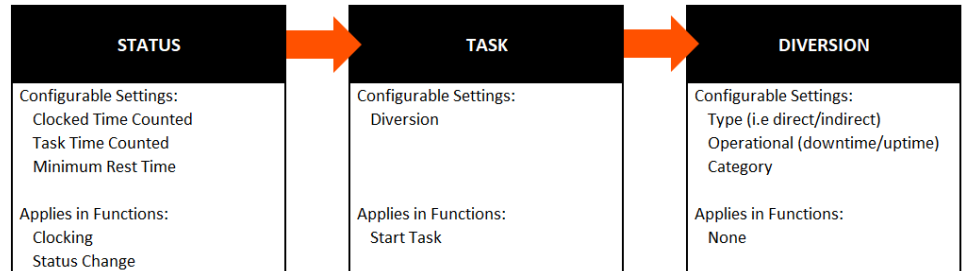 STATUS
Configurable Settings:
Clocked Time Counted
Task Time Counted
Minimum Rest Time
Applies in Functions:
Clocking
Status Change
TASK
Configurable Settings:
Diversion
Applies in Functions:
Start Task
DIVERSION
Configurable Settings:
Type (i.e direct/indirect)
Operational (downtime/uptime)
Category
Applies in Functions:
None